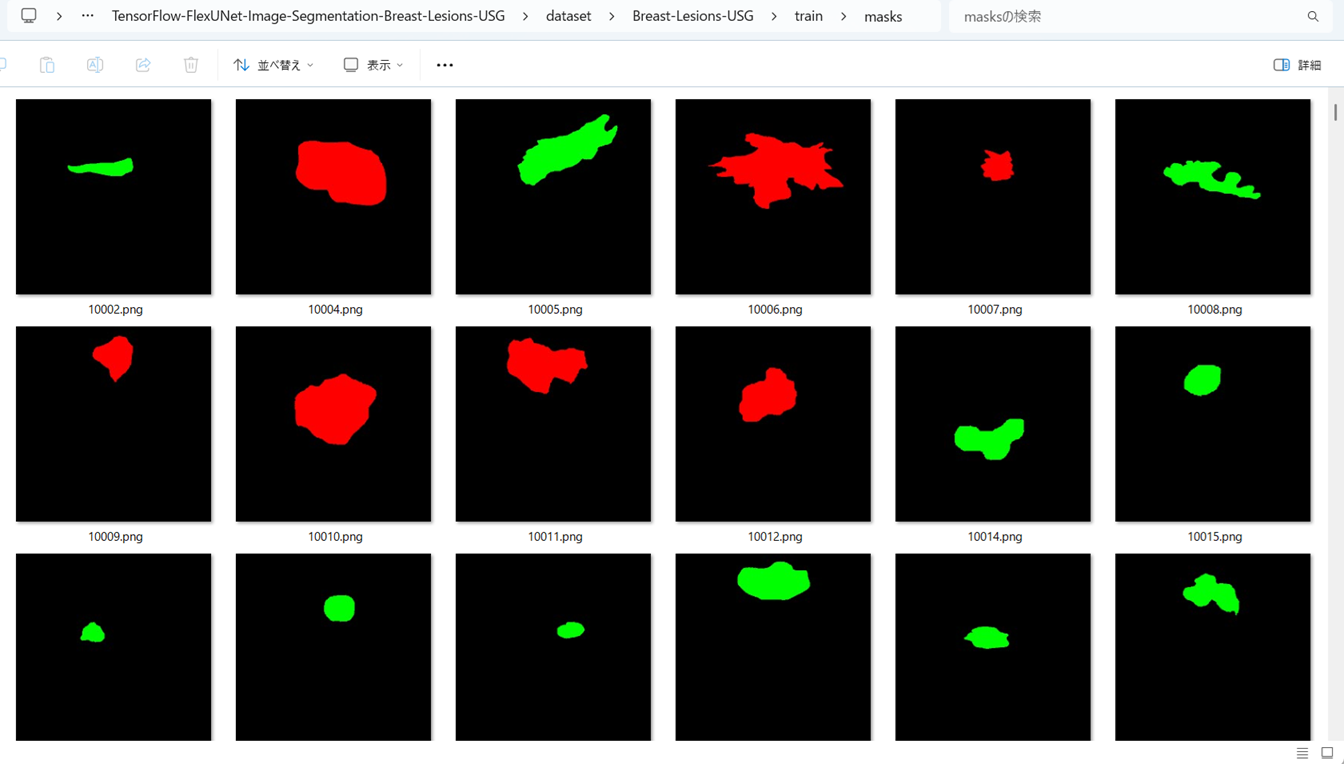 TensorFlow-FlexUNet-Image-Segmentation-Breast-Lesions-USG > dataset > Breast-Lesions-USG > train > masks
masksの検索
並べ替え
表示
詳細
10002.png
10004.png
10005.png
10006.png
10007.png
10008.png
10009.png
10010.png
10011.png
10012.png
10014.png
10015.png